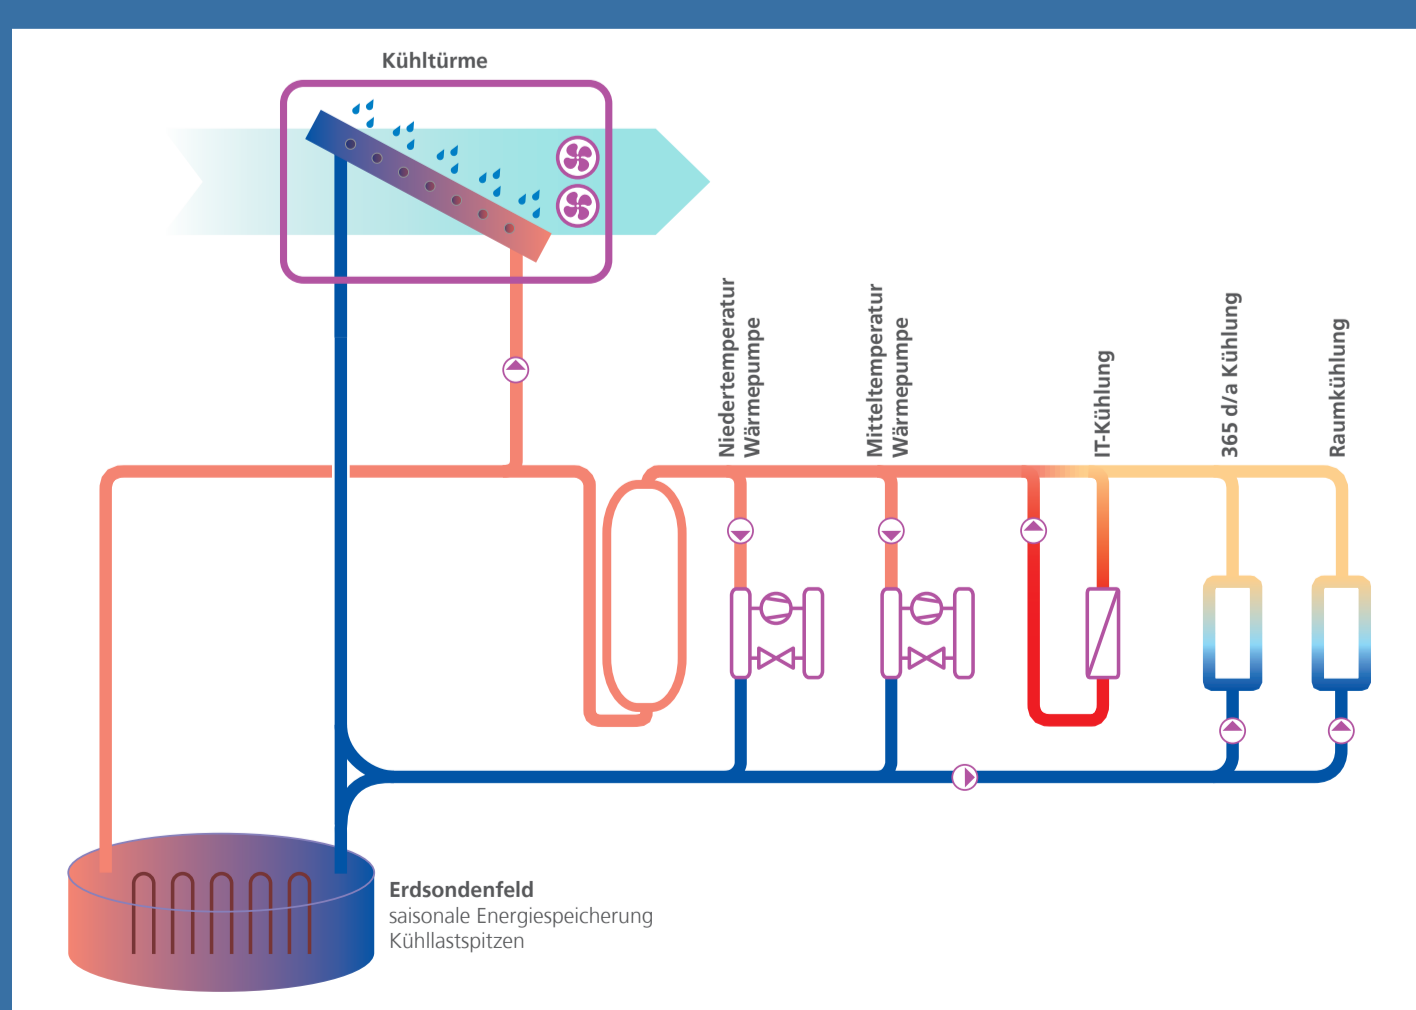 Kühltürme
Niedertemperatur
Wärmepumpe
Mitteltemperatur
Wärmepumpe
IT-Kühlung
365 d/a Kühlung
Raumkühlung
Erdsondenfeld
saisonale Energiespeicherung
Kühllastspitzen